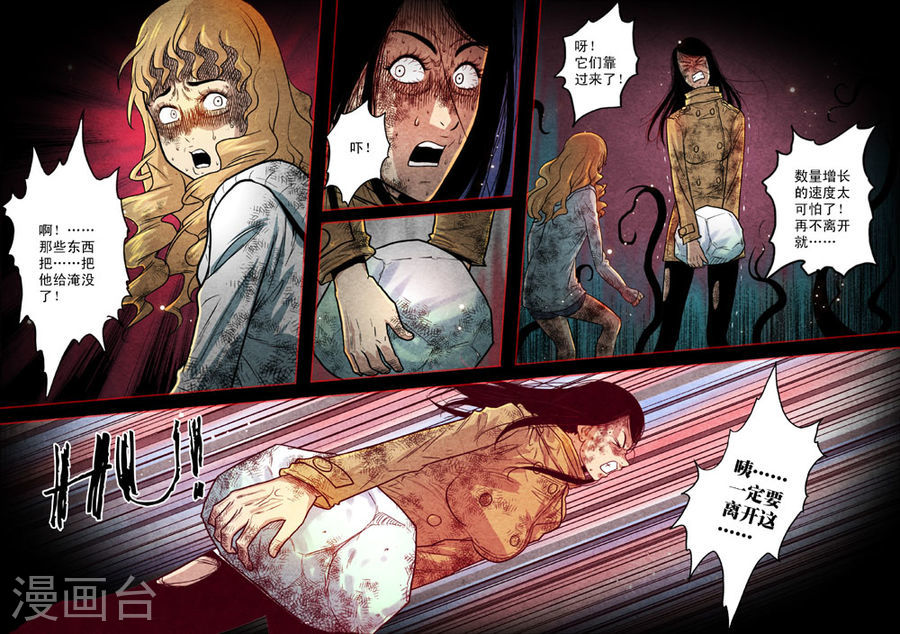 啊！……
那些东西
把……把
他给淹没
了！
吓！
呀！
它们靠
过来了！
数量增长
的速度太
可怕了！
再不离开
就……
HU!
咦……
一定要
离开这
……
漫画台